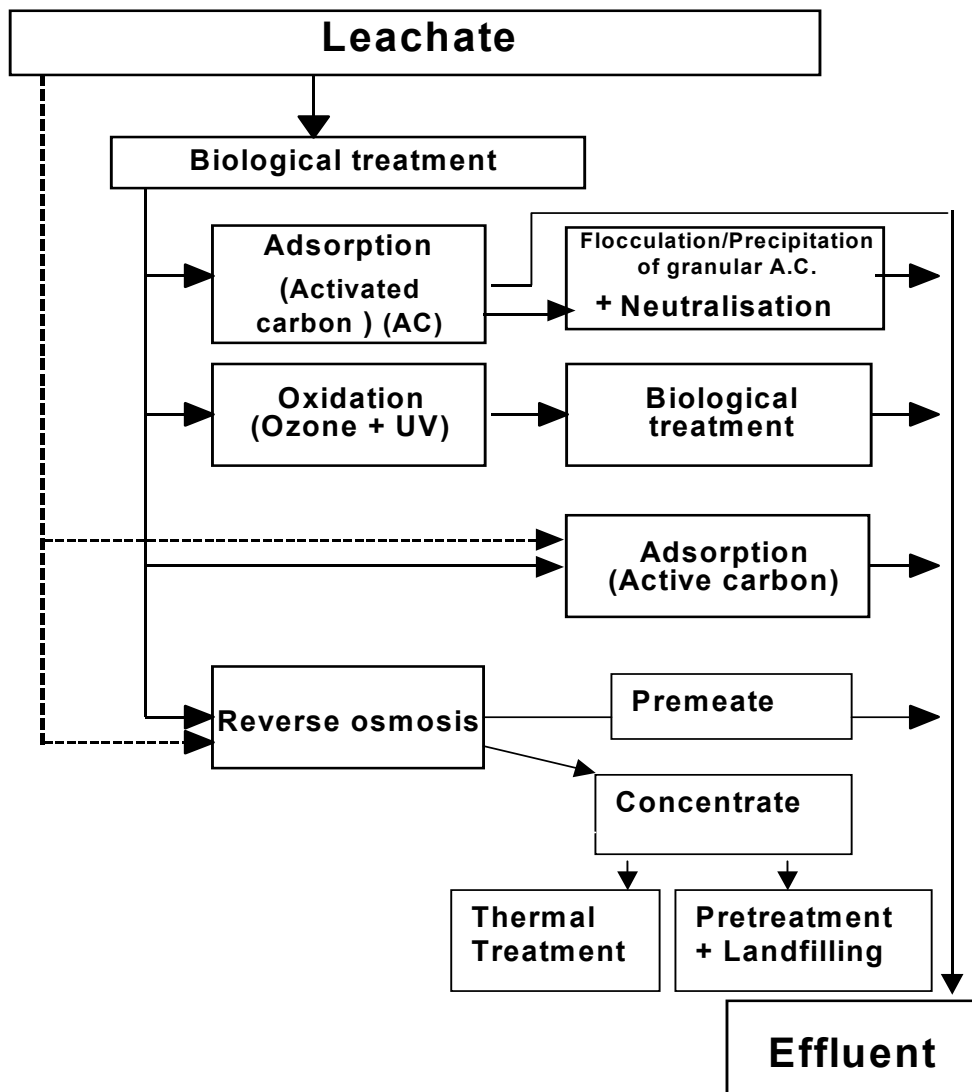 Leachate
Biological treatment
Adsorption
(Activated
carbon ) (AC)
Flocculation/Precipitation
of granular A.C.
+ Neutralisation
Oxidation
(Ozone + UV)
Biological
treatment
Adsorption
(Active carbon)
Reverse osmosis
Premeate
Concentrate
Thermal
Treatment
Pretreatment
+ Landfilling
Effluent